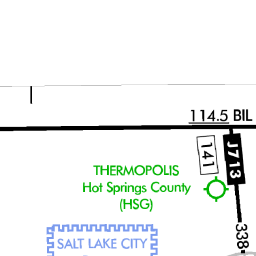 114.5 BIL
J713
141
THERMOPOLIS
Hot Springs County
(HSG)
338°
SALT LAKE CITY